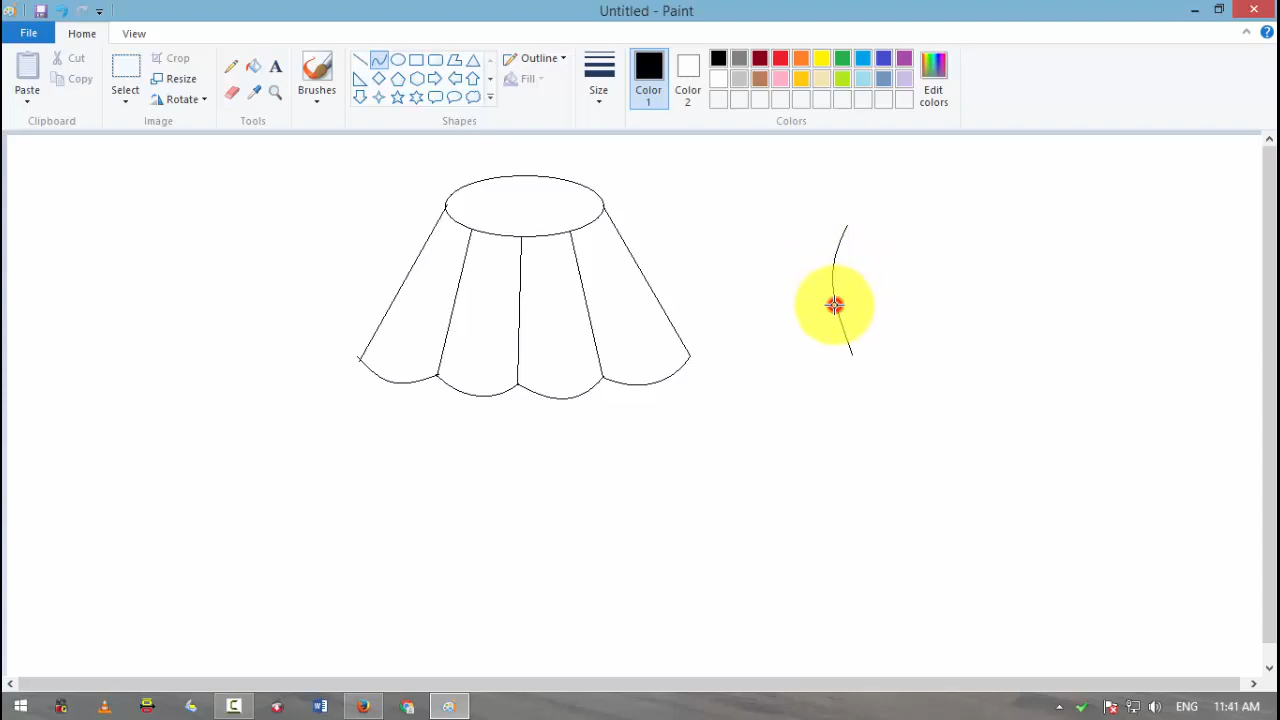 Untitled - Paint
File
Home
View
Paste
Cut
Copy
Clipboard
Select
Crop
Resize
Rotate
Image
A
Tools
Brushes
Outline
Fill
Shapes
Size
Color
1
Color
2
Edit
colors
Colors
ENG
11:41 AM